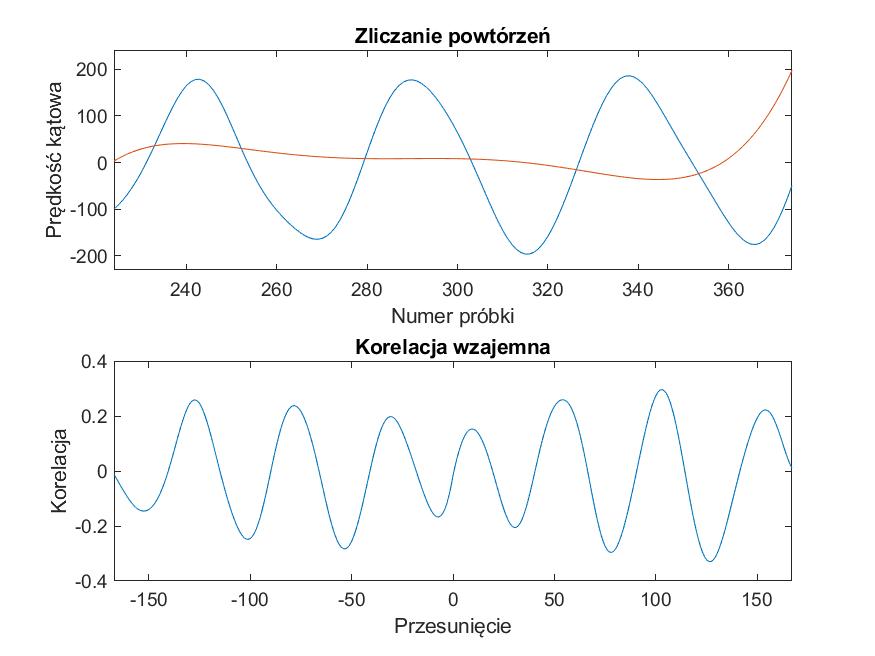 Zliczanie powtórzeń
200
100
0
-100
-200
Prędkość kątowa
240 260 280 300 320 340 360
Numer próbki
Korelacja wzajemna
0.4
0.2
0
-0.2
-0.4
Korelacja
-150 -100 -50 0 50 100 150
Przesunięcie